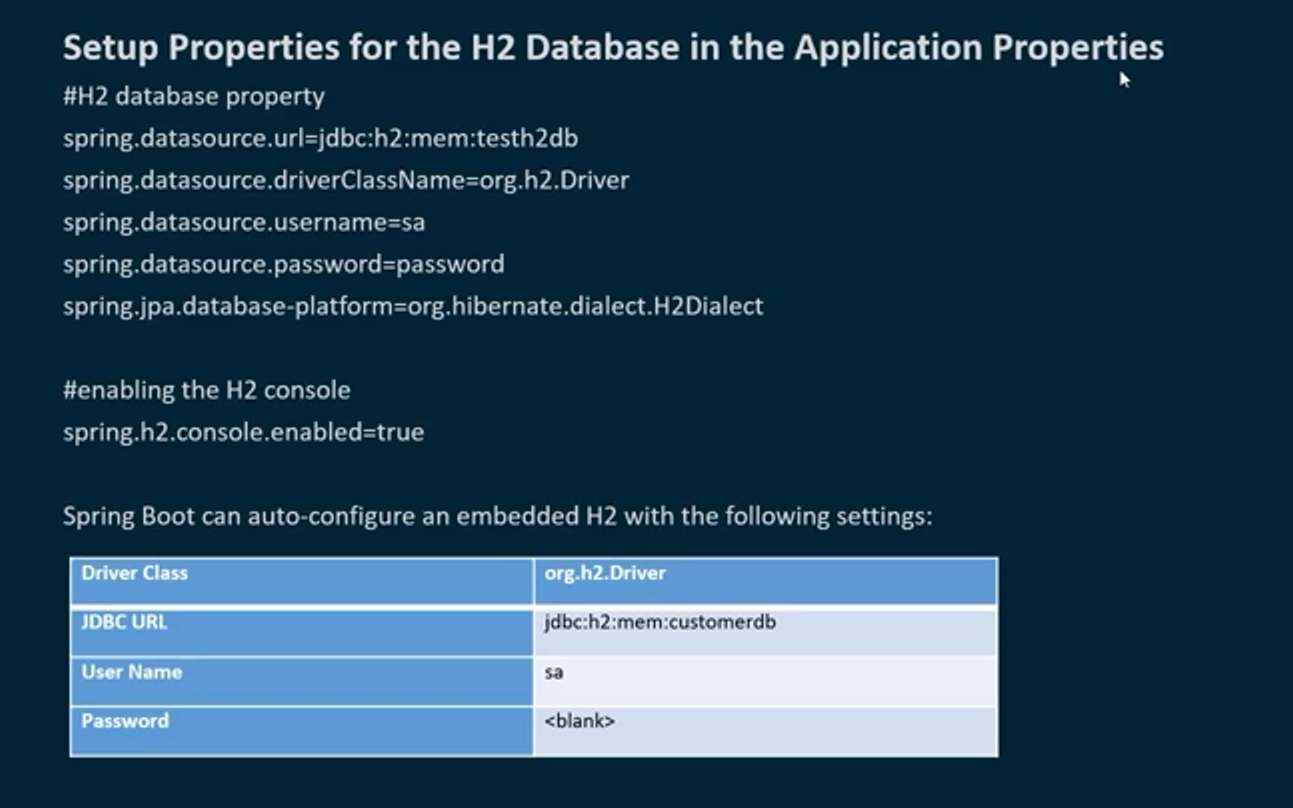 Setup Properties for the H2 Database in the Application Properties
#H2 database property
spring.datasource.url=jdbc:h2:mem:testh2db
spring.datasource.driverClassName=org.h2.Driver
spring.datasource.username=sa
spring.datasource.password=password
spring.jpa.database-platform=org.hibernate.dialect.H2Dialect
#enabling the H2 console
spring.h2.console.enabled=true
Spring Boot can auto-configure an embedded H2 with the following settings:
Driver Class org.h2.Driver
JDBC URL jdbc:h2:mem:customerdb
User Name sa
Password <blank>